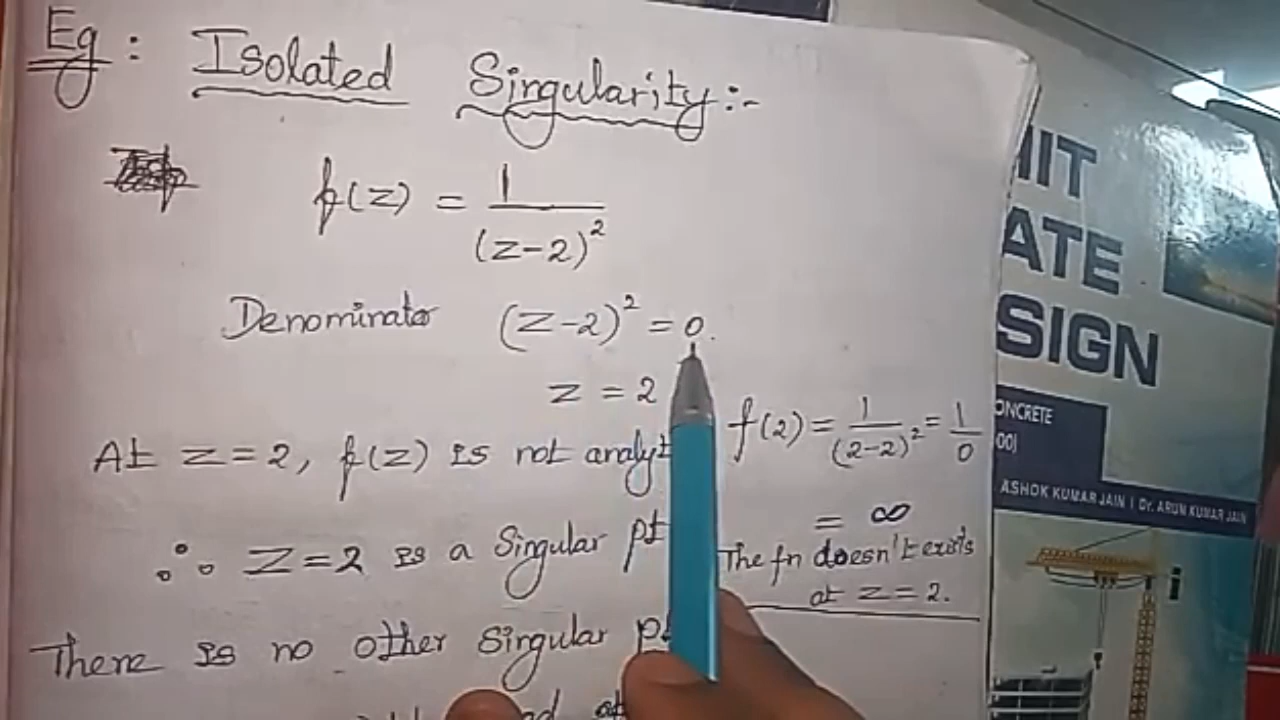 Eg : Isolated Singularity :-
f(z) = 1/(z-2)²
Denominator (z-2)² = 0.
z = 2
f(2) = 1/(2-2)² = 1/0
At z = 2, f(z) is not
= ∞
∴ z = 2 is a Singular pt
The fn doesn't exists
at z = 2.
There is no other singular
MIT
ATE
SIGN
ONCRETE
00)
ASHOK KUMAR JAIN | Dr. ARUN KUMAR JAIN